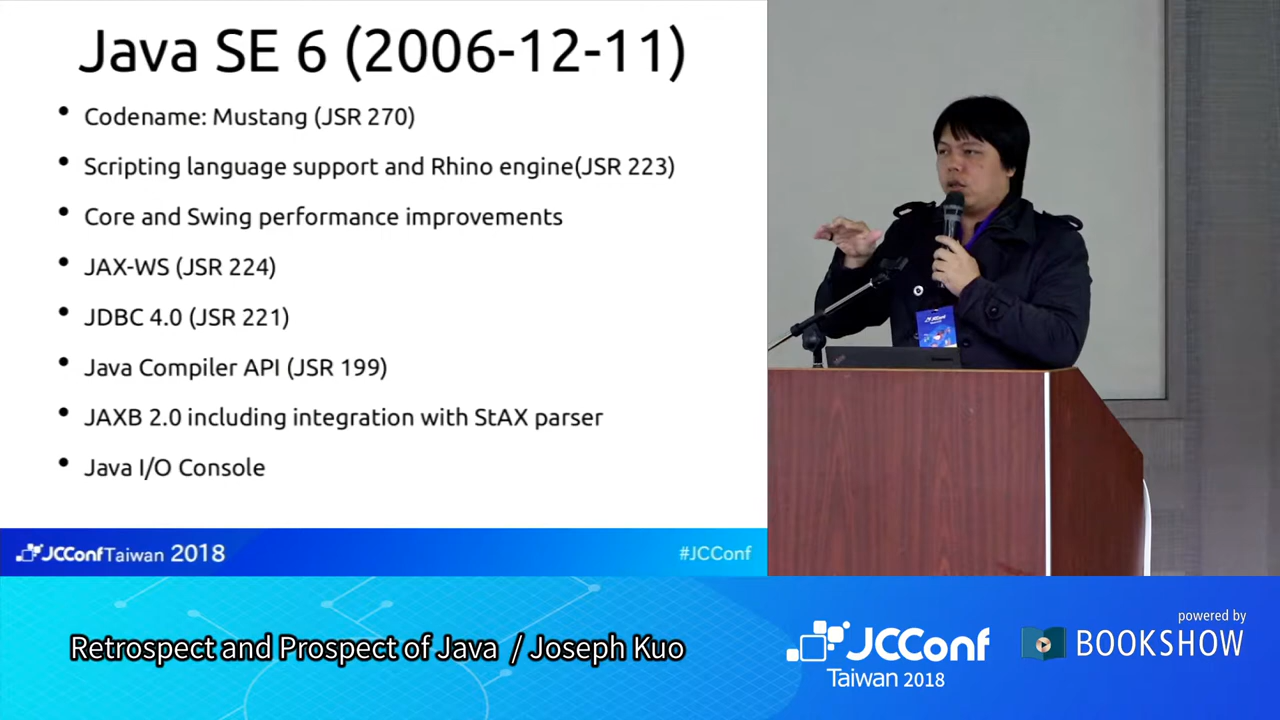 Java SE 6 (2006-12-11)
Codename: Mustang (JSR 270)
Scripting language support and Rhino engine(JSR 223)
Core and Swing performance improvements
JAX-WS (JSR 224)
JDBC 4.0 (JSR 221)
Java Compiler API (JSR 199)
JAXB 2.0 including integration with StAX parser
Java I/O Console
JCConf Taiwan 2018
#JCConf
Retrospect and Prospect of Java / Joseph Kuo
JCConf
Taiwan 2018
powered by
BOOKSHOW